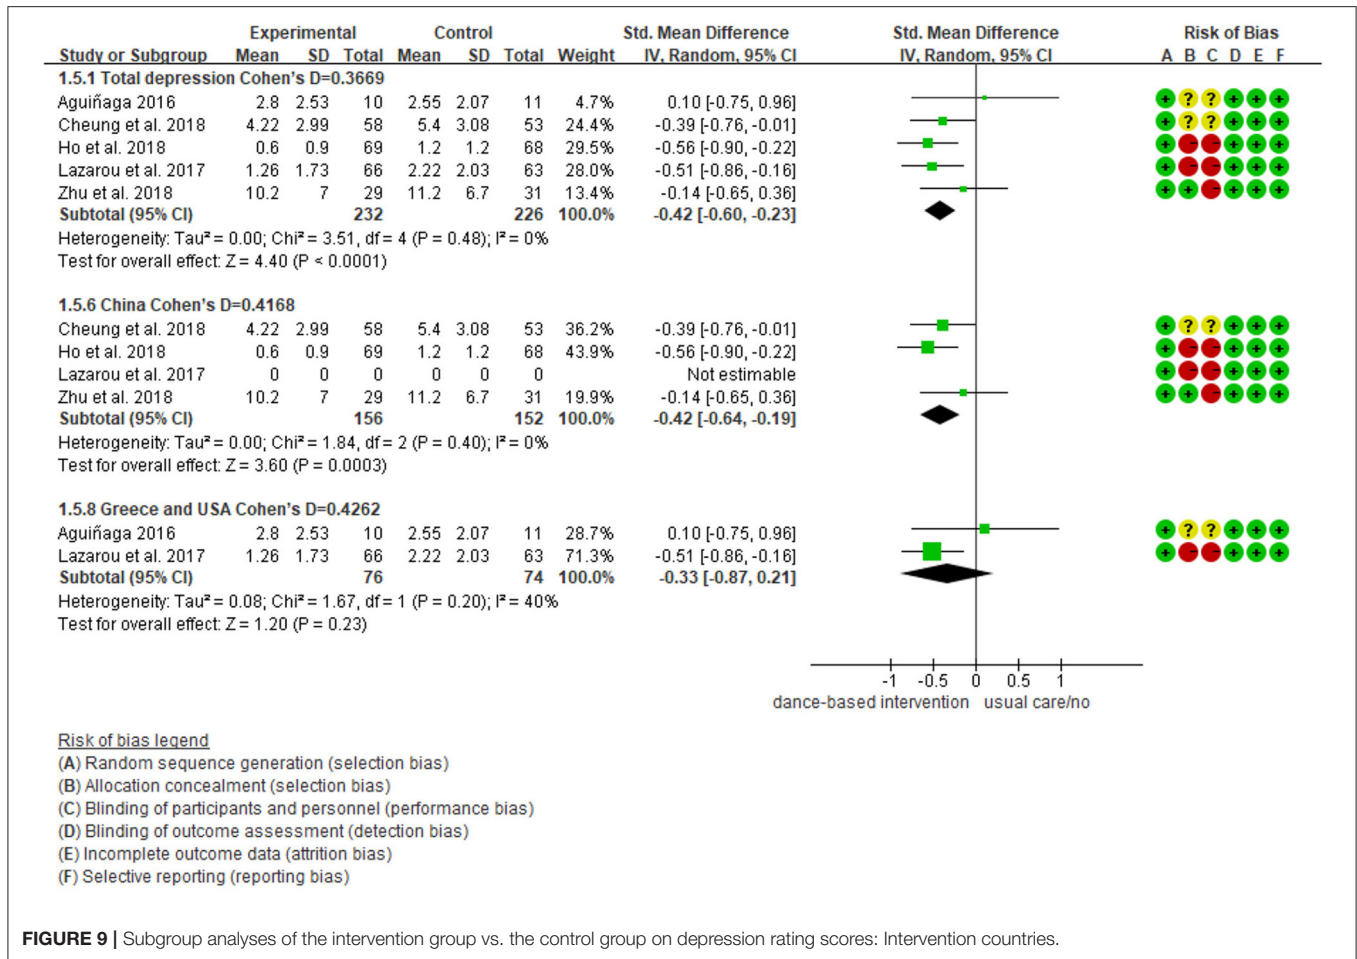 Experimental Control Std. Mean Difference Std. Mean Difference Risk of Bias
Study or Subgroup Mean SD Total Mean SD Total Weight IV, Random, 95% CI IV, Random, 95% CI A B C D E F
1.5.1 Total depression Cohen's D=0.3669
Aguiñaga 2016 2.8 2.53 10 2.55 2.07 11 4.7% 0.10 [-0.75, 0.96] + ? ? + + +
Cheung et al. 2018 4.22 2.99 58 5.4 3.08 53 24.4% -0.39 [-0.76, -0.01] + ? ? + + +
Ho et al. 2018 0.6 0.9 69 1.2 1.2 68 29.5% -0.56 [-0.90, -0.22] + - - + + +
Lazarou et al. 2017 1.26 1.73 66 2.22 2.03 63 28.0% -0.51 [-0.86, -0.16] + - - + + +
Zhu et al. 2018 10.2 7 29 11.2 6.7 31 13.4% -0.14 [-0.65, 0.36] + + - + + +
Subtotal (95% CI) 232 226 100.0% -0.42 [-0.60, -0.23]
Heterogeneity: Tau² = 0.00; Chi² = 3.51, df = 4 (P = 0.48); I² = 0%
Test for overall effect: Z = 4.40 (P < 0.0001)
1.5.6 China Cohen's D=0.4168
Cheung et al. 2018 4.22 2.99 58 5.4 3.08 53 36.2% -0.39 [-0.76, -0.01] + ? ? + + +
Ho et al. 2018 0.6 0.9 69 1.2 1.2 68 43.9% -0.56 [-0.90, -0.22] + - - + + +
Lazarou et al. 2017 0 0 0 0 0 0 Not estimable + - - + + +
Zhu et al. 2018 10.2 7 29 11.2 6.7 31 19.9% -0.14 [-0.65, 0.36] + + - + + +
Subtotal (95% CI) 156 152 100.0% -0.42 [-0.64, -0.19]
Heterogeneity: Tau² = 0.00; Chi² = 1.84, df = 2 (P = 0.40); I² = 0%
Test for overall effect: Z = 3.60 (P = 0.0003)
1.5.8 Greece and USA Cohen's D=0.4262
Aguiñaga 2016 2.8 2.53 10 2.55 2.07 11 28.7% 0.10 [-0.75, 0.96] + ? ? + + +
Lazarou et al. 2017 1.26 1.73 66 2.22 2.03 63 71.3% -0.51 [-0.86, -0.16] + - - + + +
Subtotal (95% CI) 76 74 100.0% -0.33 [-0.87, 0.21]
Heterogeneity: Tau² = 0.08; Chi² = 1.67, df = 1 (P = 0.20); I² = 40%
Test for overall effect: Z = 1.20 (P = 0.23)
-1 -0.5 0 0.5 1
dance-based intervention usual care/no
Risk of bias legend
(A) Random sequence generation (selection bias)
(B) Allocation concealment (selection bias)
(C) Blinding of participants and personnel (performance bias)
(D) Blinding of outcome assessment (detection bias)
(E) Incomplete outcome data (attrition bias)
(F) Selective reporting (reporting bias)
FIGURE 9 | Subgroup analyses of the intervention group vs. the control group on depression rating scores: Intervention countries.